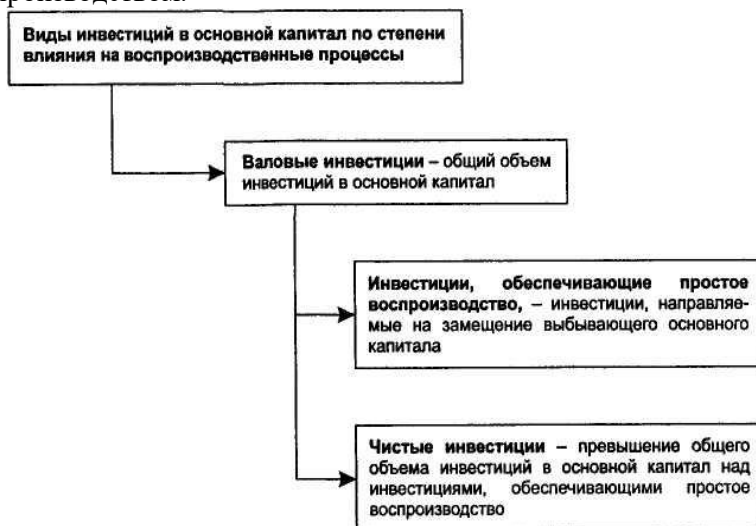 роизводством.
Виды инвестиций в основной капитал по степени
влияния на воспроизводственные процессы
Валовые инвестиции – общий объем
инвестиций в основной капитал
Инвестиции, обеспечивающие простое
воспроизводство, – инвестиции, направляе-
мые на замещение выбывающего основного
капитала
Чистые инвестиции – превышение общего
объема инвестиций в основной капитал над
инвестициями, обеспечивающими простое
воспроизводство